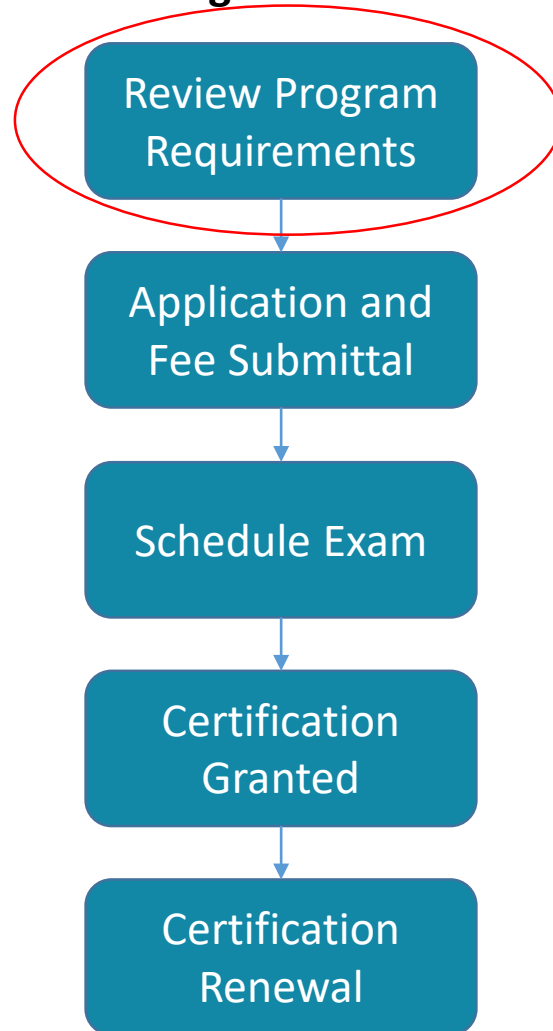 Review Program
Requirements
Application and
Fee Submittal
Schedule Exam
Certification
Granted
Certification
Renewal